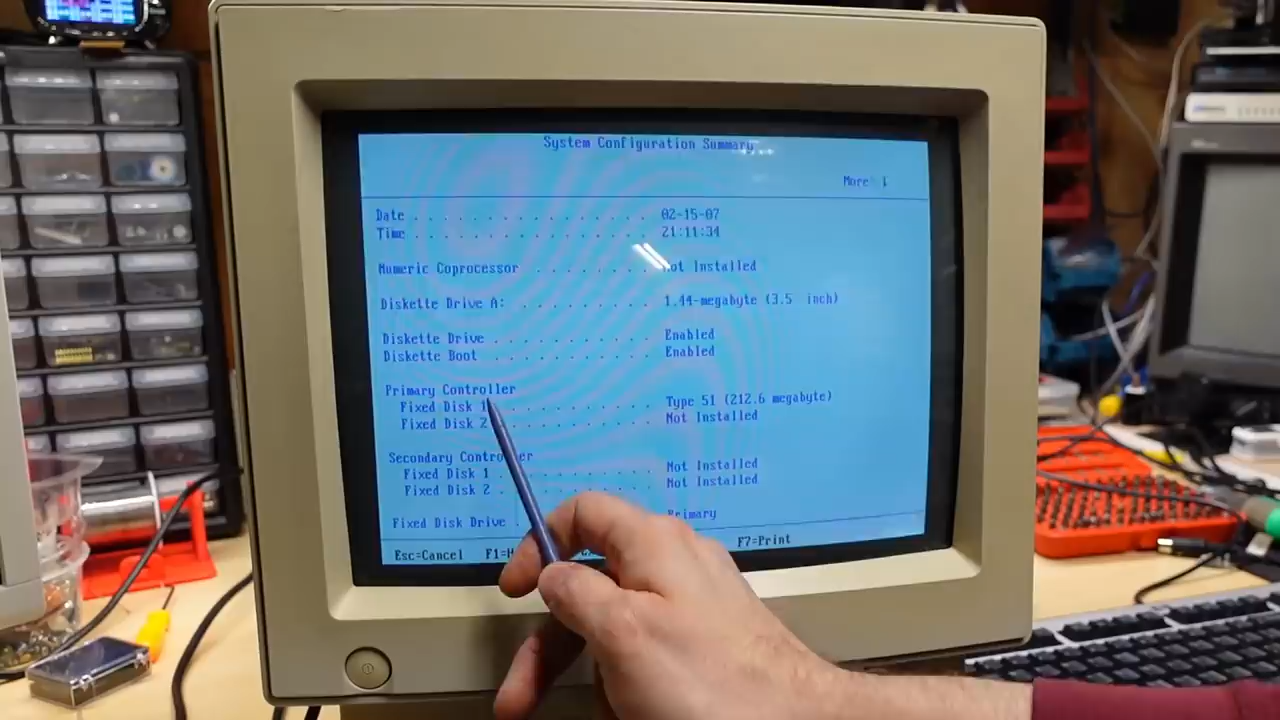 System Configuration Summary
More ↓
Date . . . . . . . . . . . . . . . . . . 02-15-07
Time . . . . . . . . . . . . . . . . . . 21:11:34
Numeric Coprocessor . . . . . . . . Not Installed
Diskette Drive A: . . . . . . . . . . 1.44-megabyte (3.5 inch)
Diskette Drive . . . . . . . . . . . . Enabled
Diskette Boot . . . . . . . . . . . . Enabled
Primary Controller
Fixed Disk 1 . . . . . . . . . . . . Type 51 (212.6 megabyte)
Fixed Disk 2 . . . . . . . . . . . . Not Installed
Secondary Controller
Fixed Disk 1 . . . . . . . . . . . . Not Installed
Fixed Disk 2 . . . . . . . . . . . . Not Installed
Fixed Disk Drive . Primary
Esc=Cancel F1=H F7=Print